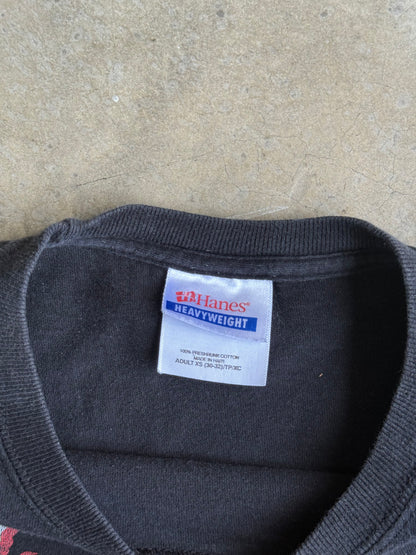 Hanes®
HEAVYWEIGHT
100% PRESHRUNK COTTON
MADE IN HAITI
ADULT XS (30-32)/TP/XC